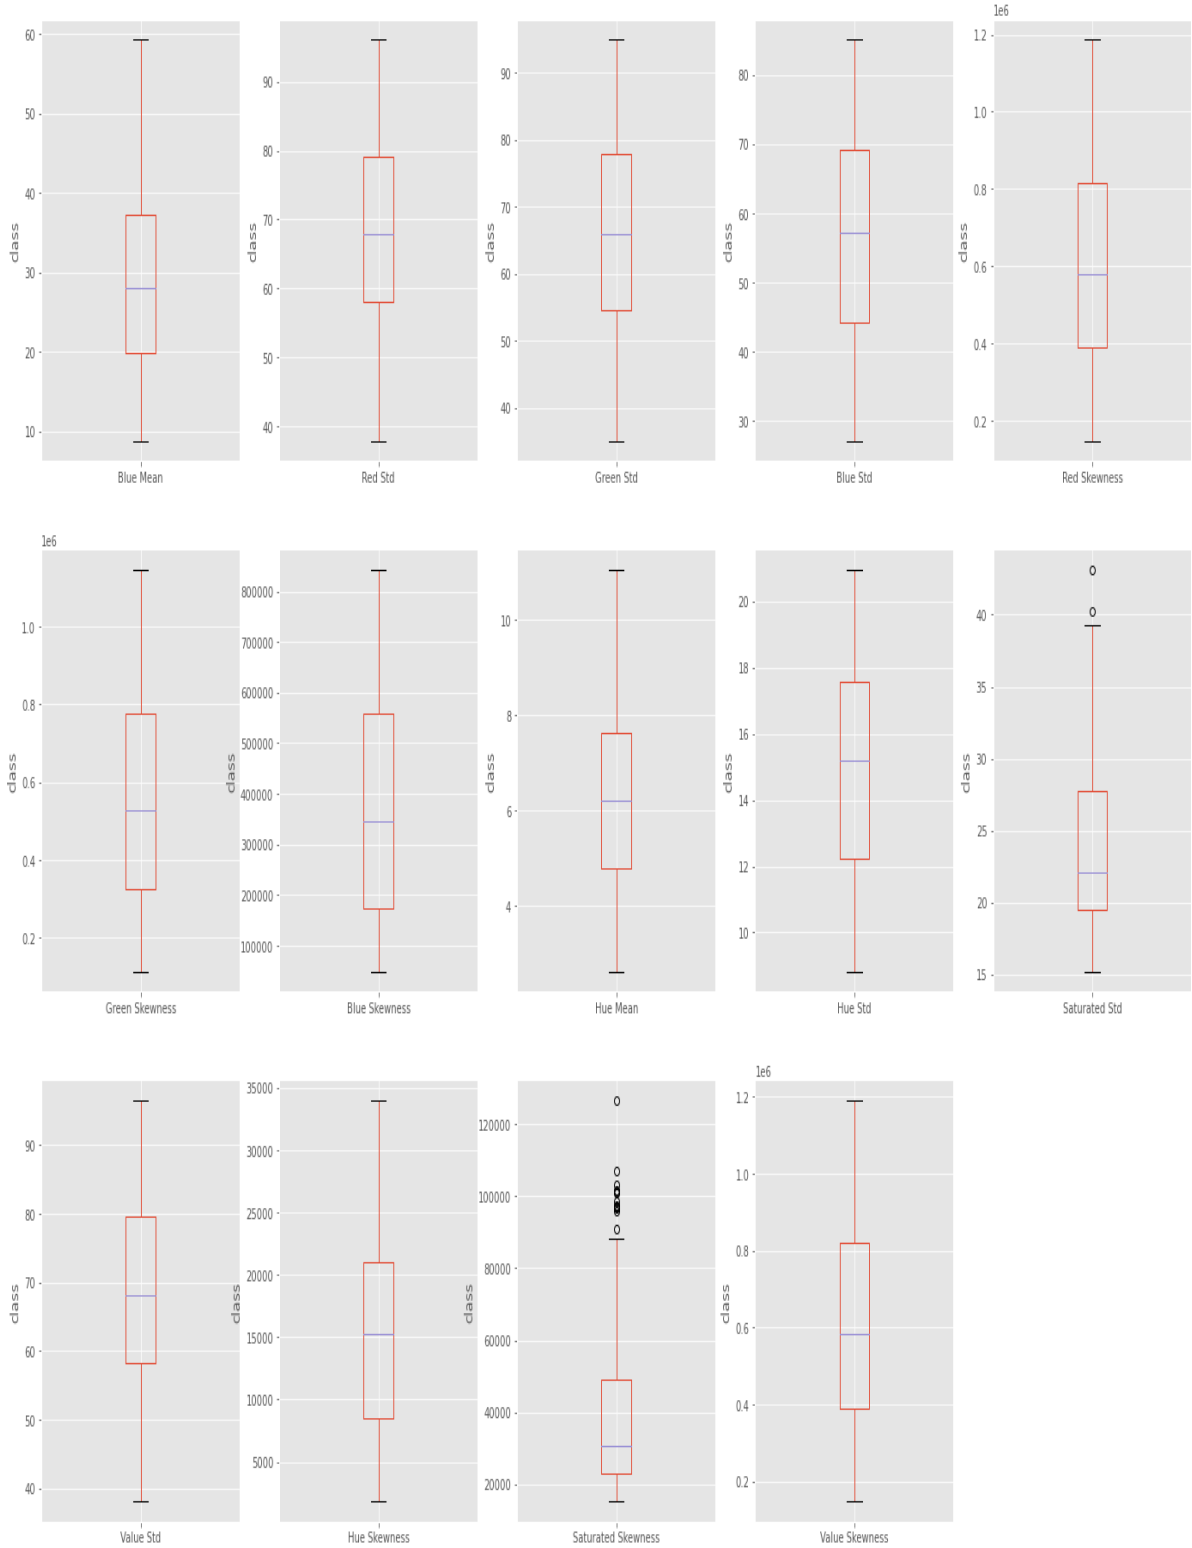 60
50
40
30
20
10
class
Blue Mean
90
80
70
60
50
40
class
Red Std
90
80
70
60
50
40
class
Green Std
80
70
60
50
40
30
class
Blue Std
1e6
1.2
1.0
0.8
0.6
0.4
0.2
class
Red Skewness
1e6
1.0
0.8
0.6
0.4
0.2
class
Green Skewness
800000
700000
600000
500000
400000
300000
200000
100000
class
Blue Skewness
10
8
6
4
class
Hue Mean
20
18
16
14
12
10
class
Hue Std
40
35
30
25
20
15
class
Saturated Std
90
80
70
60
50
40
class
Value Std
35000
30000
25000
20000
15000
10000
5000
class
Hue Skewness
120000
100000
80000
60000
40000
20000
class
Saturated Skewness
1e6
1.2
1.0
0.8
0.6
0.4
0.2
class
Value Skewness